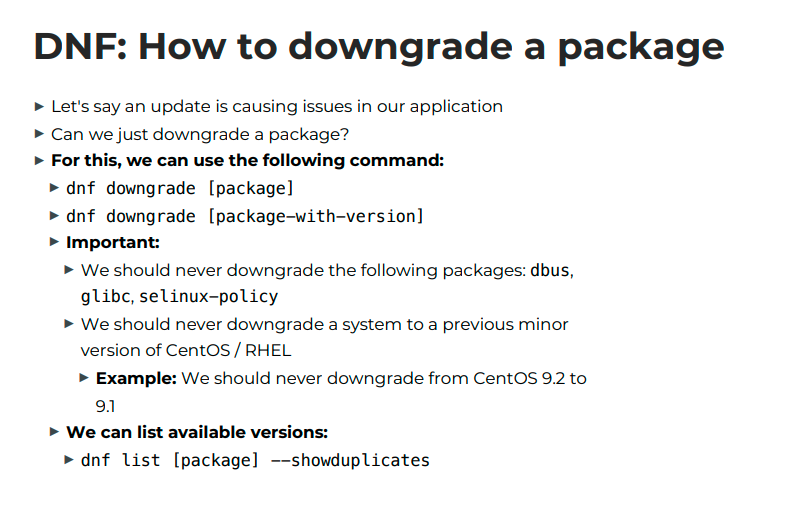 DNF: How to downgrade a package
Let's say an update is causing issues in our application
Can we just downgrade a package?
For this, we can use the following command:
dnf downgrade [package]
dnf downgrade [package-with-version]
Important:
We should never downgrade the following packages: dbus,
glibc, selinux-policy
We should never downgrade a system to a previous minor
version of CentOS / RHEL
Example: We should never downgrade from CentOS 9.2 to
9.1
We can list available versions:
dnf list [package] --showduplicates